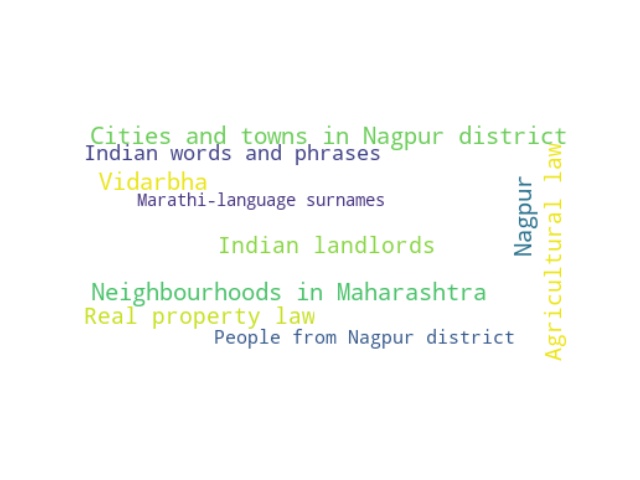 Cities and towns in Nagpur district
Indian words and phrases
Vidarbha
Marathi-language surnames
Indian landlords
Neighbourhoods in Maharashtra
Real property law
People from Nagpur district
Nagpur
Agricultural law